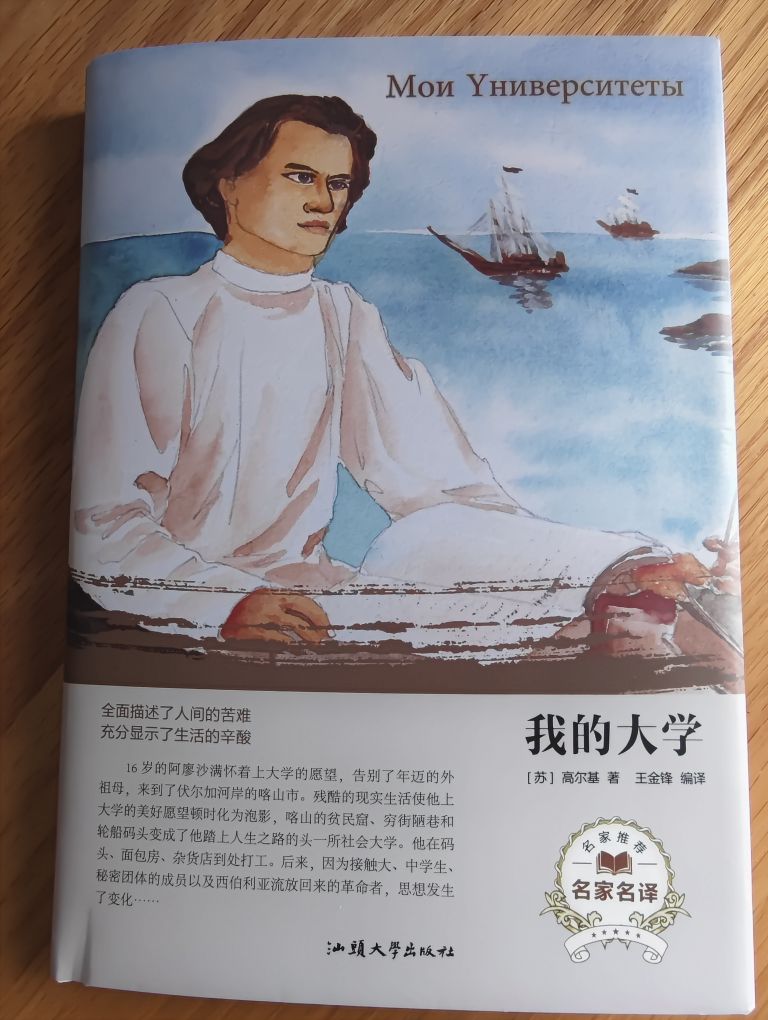 Мои Yниверситеты
全面描述了人间的苦难
充分显示了生活的辛酸
16 岁的阿廖沙满怀着上大学的愿望，告别了年迈的外
祖母，来到了伏尔加河岸的喀山市。残酷的现实生活使他上
大学的美好愿望顿时化为泡影，喀山的贫民窟、穷街陋巷和
轮船码头变成了他踏上人生之路的头一所社会大学。他在码
头、面包房、杂货店到处打工。后来，因为接触大、中学生、
秘密团体的成员以及西伯利亚流放回来的革命者，思想发生
了变化……
我的大学
[苏] 高尔基 著 王金锋 编译
名家推荐
名家名译
汕頭大學出版社